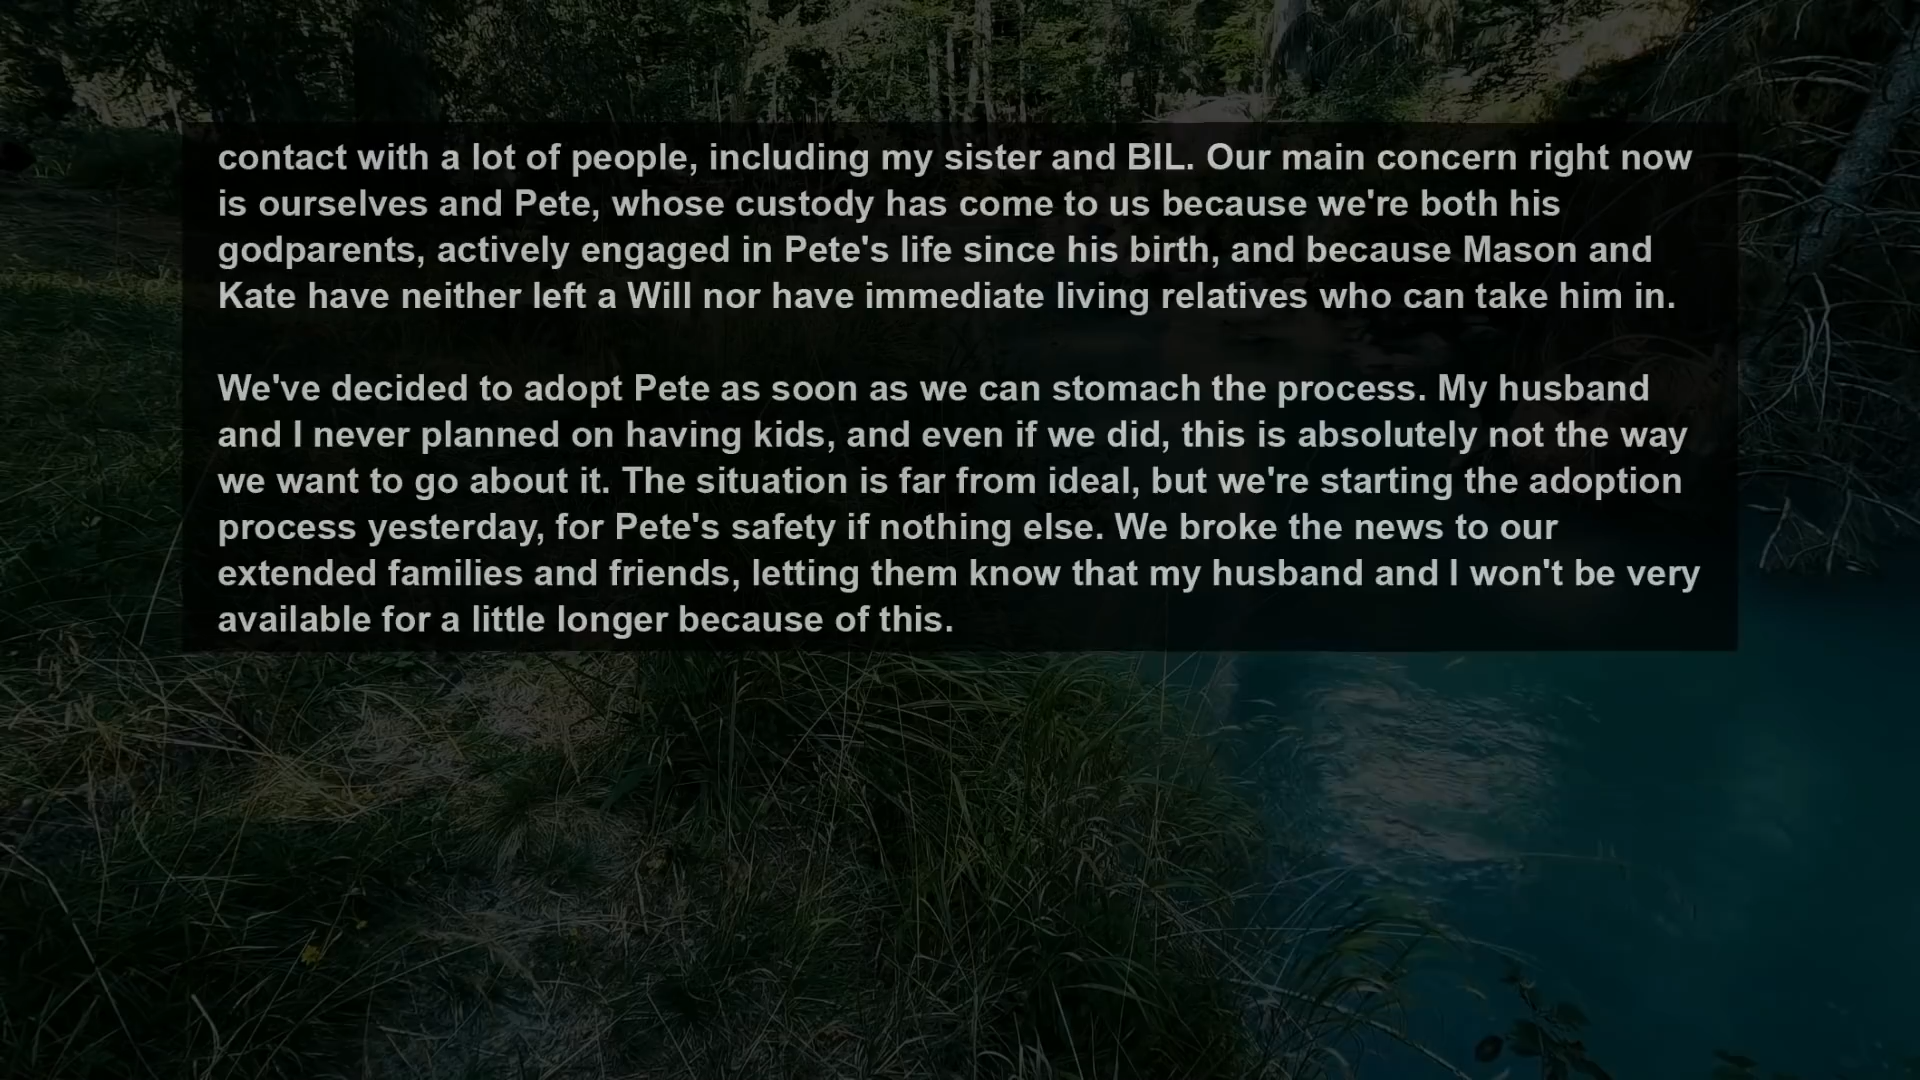 contact with a lot of people, including my sister and BIL. Our main concern right now
is ourselves and Pete, whose custody has come to us because we're both his
godparents, actively engaged in Pete's life since his birth, and because Mason and
Kate have neither left a Will nor have immediate living relatives who can take him in.
We've decided to adopt Pete as soon as we can stomach the process. My husband
and I never planned on having kids, and even if we did, this is absolutely not the way
we want to go about it. The situation is far from ideal, but we're starting the adoption
process yesterday, for Pete's safety if nothing else. We broke the news to our
extended families and friends, letting them know that my husband and I won't be very
available for a little longer because of this.